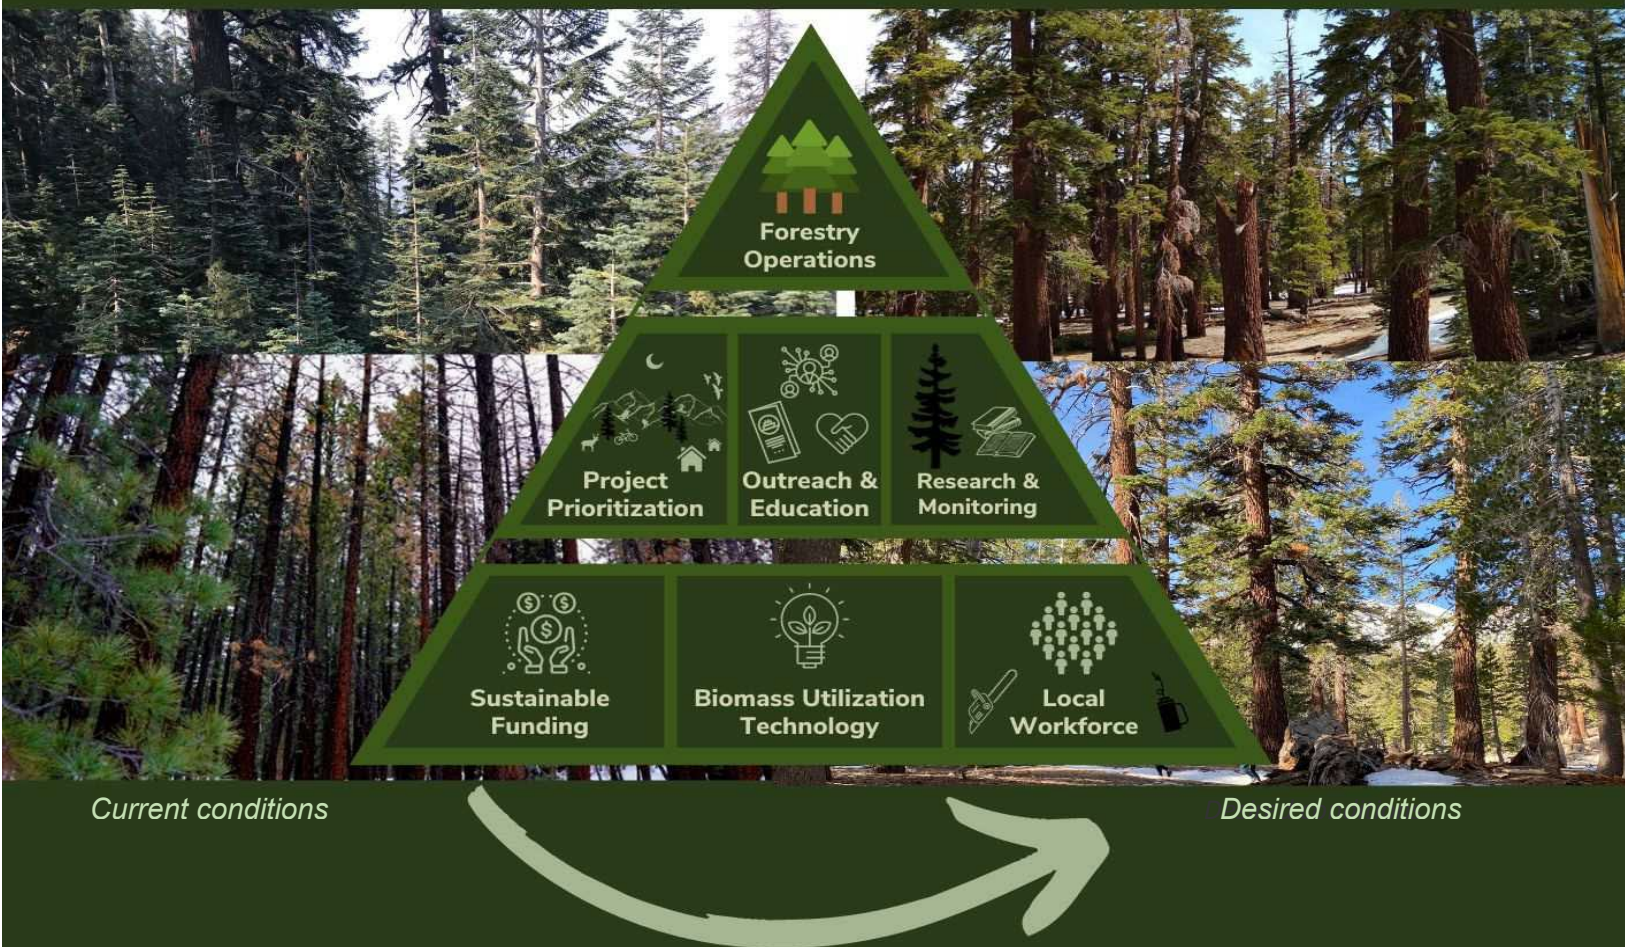 Forestry
Operations
Project
Prioritization
Outreach &
Education
Research &
Monitoring
Sustainable
Funding
Biomass Utilization
Technology
Local
Workforce
Current conditions
Desired conditions